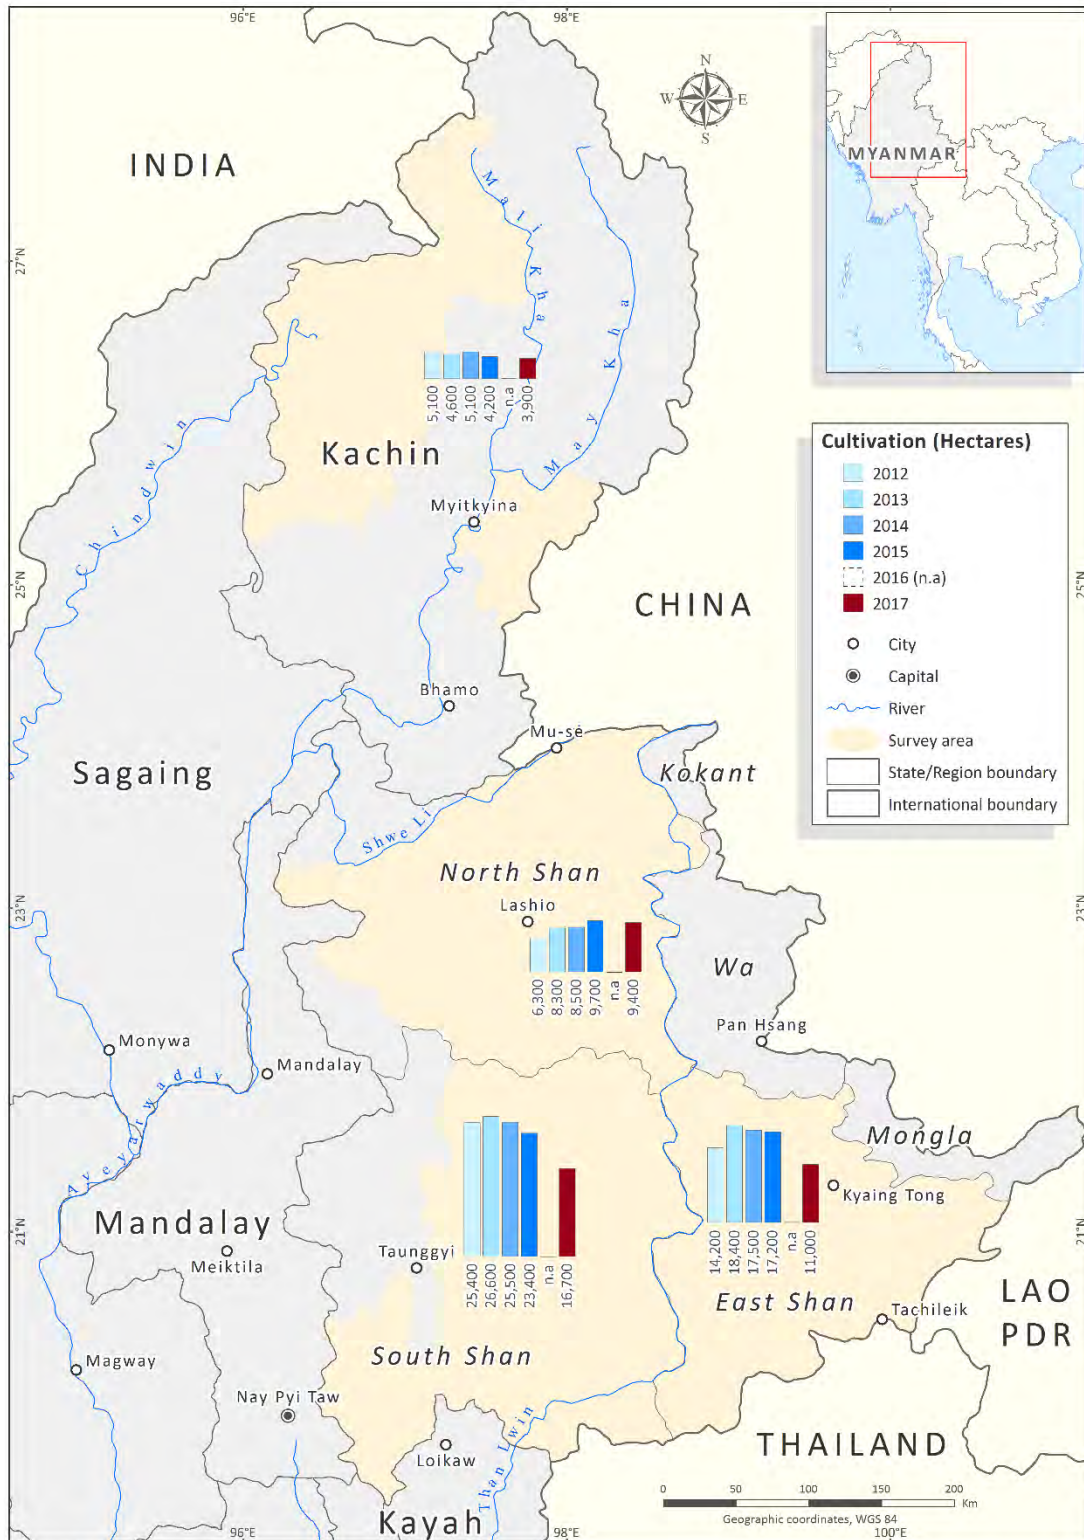 96°E
98°E
N
W
E
S
INDIA
MYANMAR
Mali Kha
27°N
May Kha
5,100
4,600
5,100
4,200
n.a
3,900
Kachin
Chindwin
Myitkyina
Cultivation (Hectares)
2012
2013
2014
2015
2016 (n.a)
2017
City
Capital
River
Survey area
State/Region boundary
International boundary
25°N
25°N
CHINA
Bhamo
Mu-sé
Sagaing
Kokant
Shwe Li
North Shan
Lashio
23°N
23°N
6,300
8,300
8,500
9,700
n.a
9,400
Wa
Pan Hsang
Monywa
Mandalay
Ayeyarwaddy
Mongla
Kyaing Tong
Mandalay
Meiktila
21°N
21°N
Taunggyi
25,400
26,600
25,500
23,400
n.a
16,700
14,200
18,400
17,500
17,200
n.a
11,000
East Shan
LAO
PDR
Tachileik
South Shan
Magway
Nay Pyi Taw
Loikaw
Than Lwin
THAILAND
Kayah
0 50 100 150 200
Km
Geographic coordinates, WGS 84
96°E
98°E
100°E